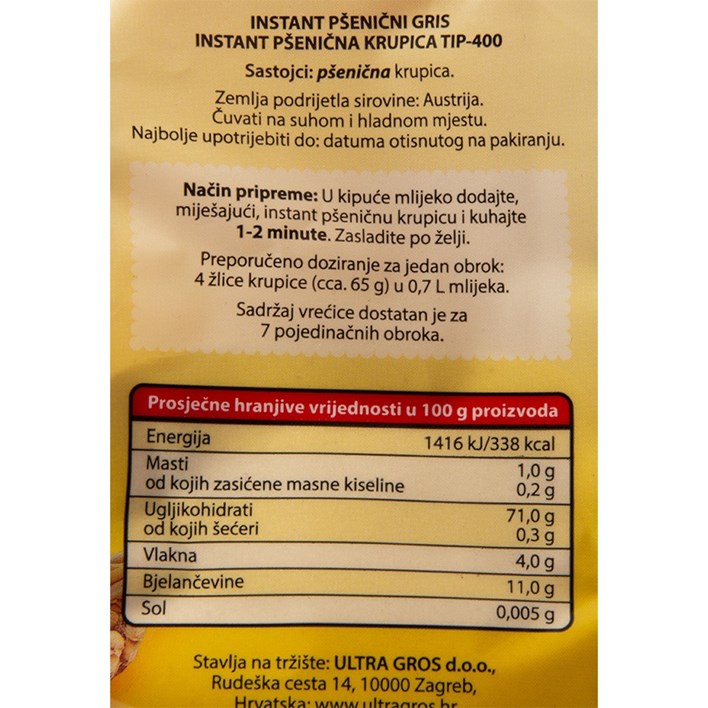 INSTANT PŠENIČNI GRIS
INSTANT PŠENIČNA KRUPICA TIP-400
Sastojci: pšenična krupica.
Zemlja podrijetla sirovine: Austrija.
Čuvati na suhom i hladnom mjestu.
Najbolje upotrijebiti do: datuma otisnutog na pakiranju.
Način pripreme: U kipuće mlijeko dodajte,
miješajući, instant pšeničnu krupicu i kuhajte
1-2 minute. Zasladite po želji.
Preporučeno doziranje za jedan obrok:
4 žlice krupice (cca. 65 g) u 0,7 L mlijeka.
Sadržaj vrećice dostatan je za
7 pojedinačnih obroka.
Prosječne hranjive vrijednosti u 100 g proizvoda
Energija 1416 kJ/338 kcal
Masti 1,0 g
od kojih zasićene masne kiseline 0,2 g
Ugljikohidrati 71,0 g
od kojih šećeri 0,3 g
Vlakna 4,0 g
Bjelančevine 11,0 g
Sol 0,005 g
Stavlja na tržište: ULTRA GROS d.o.o.,
Rudeška cesta 14, 10000 Zagreb,
Hrvatska: www.ultragros.hr